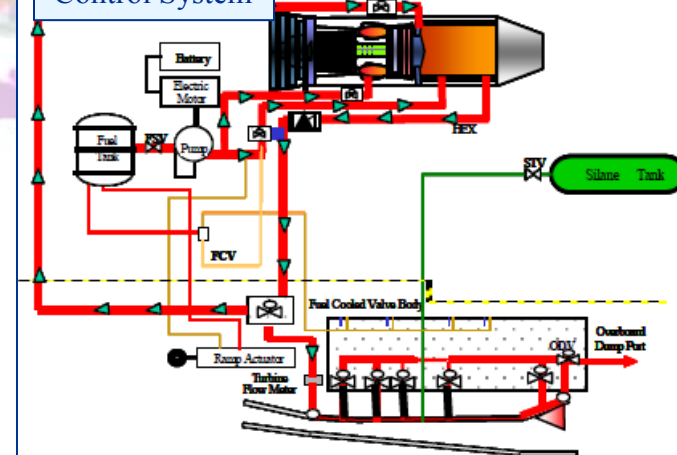 Control System
Battery
Electric
Motor
Fuel
Tank
FSV
Pump
HEX
STV
Silane Tank
FCV
Fuel Cooled Valve Body
Ramp Actuator
Turbine
Flow Meter
ODV
Overboard
Dump Port